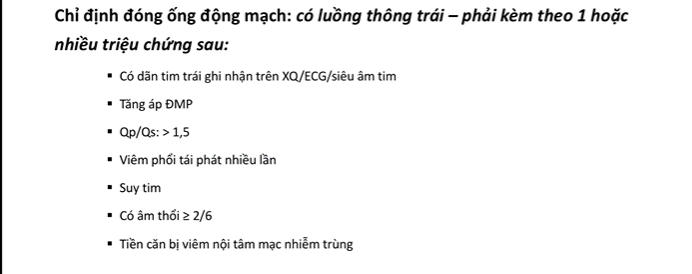 Chỉ định đóng ống động mạch: có luồng thông trái – phải kèm theo 1 hoặc
nhiều triệu chứng sau:
▪ Có dãn tim trái ghi nhận trên XQ/ECG/siêu âm tim
▪ Tăng áp ĐMP
▪ Qp/Qs: > 1,5
▪ Viêm phổi tái phát nhiều lần
▪ Suy tim
▪ Có âm thổi ≥ 2/6
▪ Tiền căn bị viêm nội tâm mạc nhiễm trùng